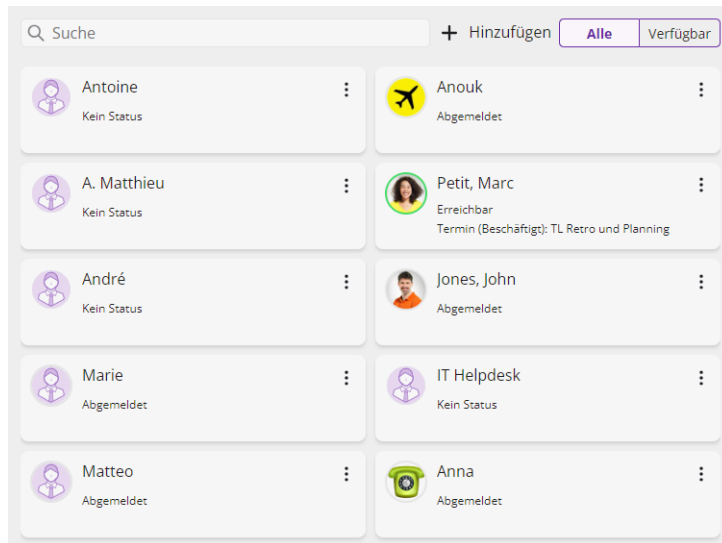 Suche
Hinzufügen
Alle
Verfügbar
Antoine
Kein Status
Anouk
Abgemeldet
A. Matthieu
Kein Status
Petit, Marc
Erreichbar
Termin (Beschäftigt): TL Retro und Planning
André
Kein Status
Jones, John
Abgemeldet
Marie
Abgemeldet
IT Helpdesk
Kein Status
Matteo
Abgemeldet
Anna
Abgemeldet